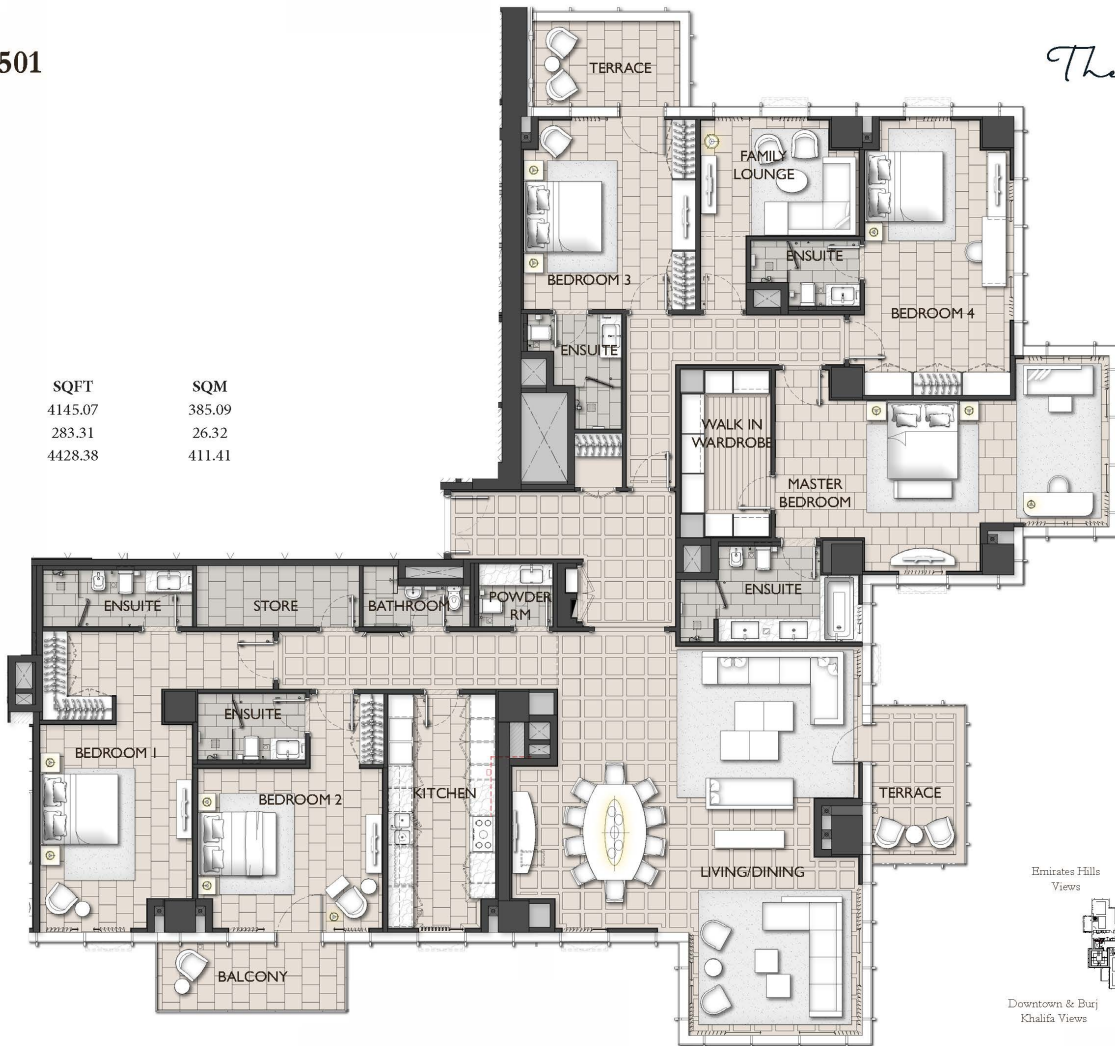 501
The
TERRACE
FAMILY
LOUNGE
ENSUITE
BEDROOM 3
BEDROOM 4
ENSUITE
SQFT SQM
4145.07 385.09
283.31 26.32
4428.38 411.41
WALK IN
WARDROBE
MASTER
BEDROOM
ENSUITE
ENSUITE
STORE
BATHROOM
POWDER
RM
ENSUITE
BEDROOM 1
BEDROOM 2
KITCHEN
TERRACE
LIVING/DINING
BALCONY
Emirates Hills
Views
Downtown & Burj
Khalifa Views